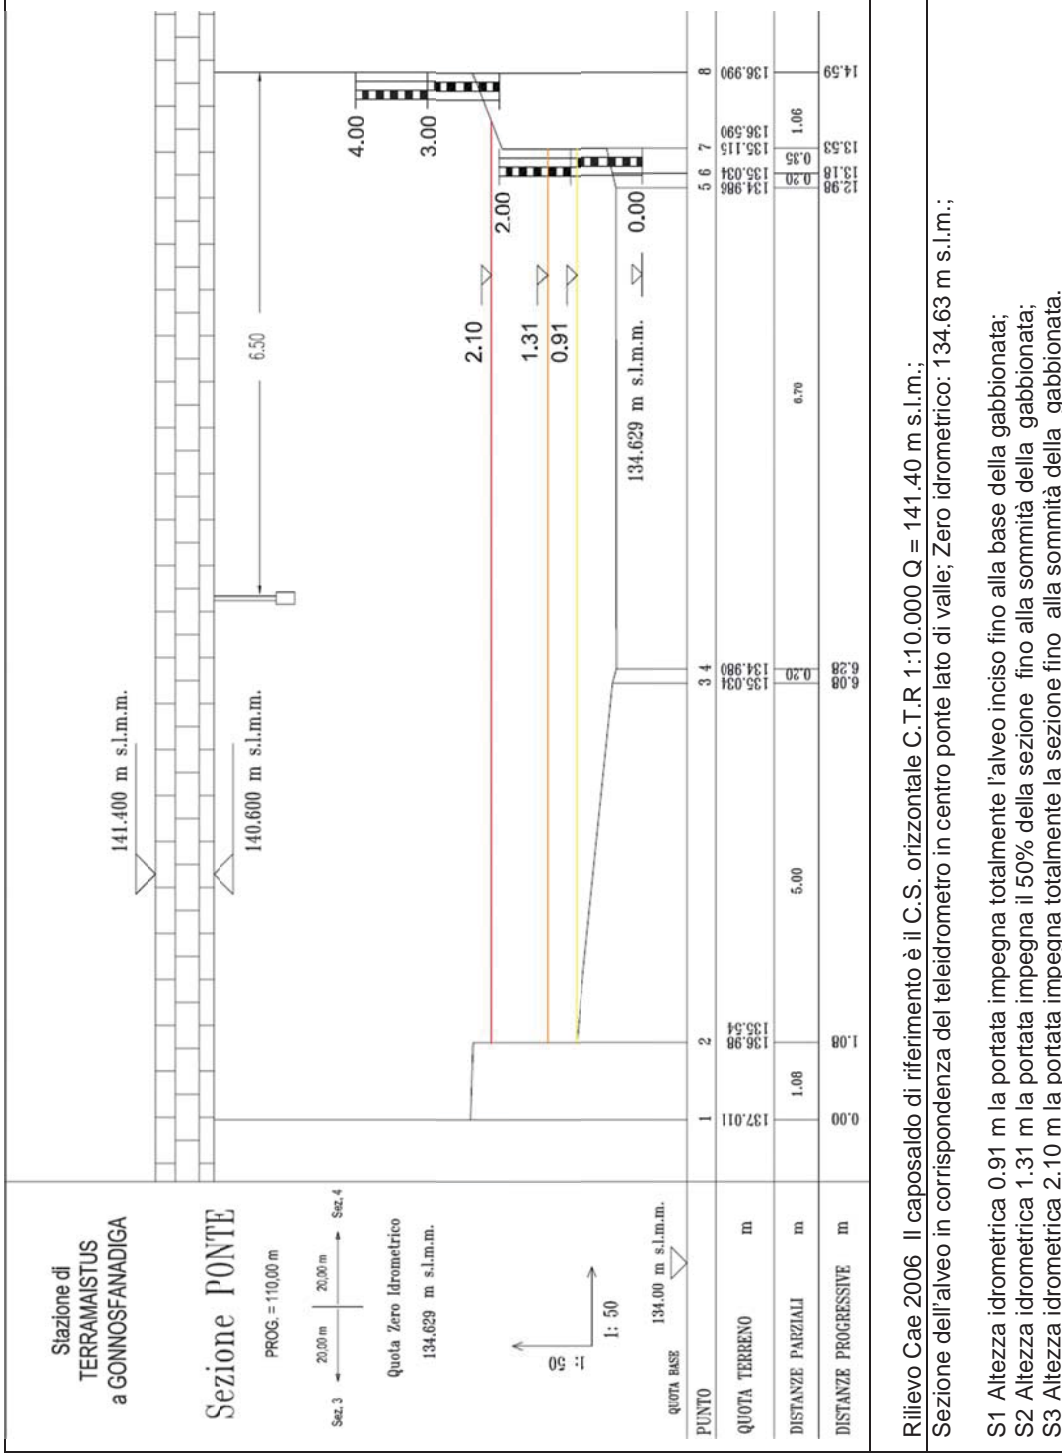 Stazione di
TERRAMAISTUS
a GONNOSFANADIGA
Sezione PONTE
PROG. = 110,00 m
20,00 m 20,00 m
Sez. 3 Sez. 4
Quota Zero Idrometrico
134.629 m s.l.m.m.
1: 50
1: 50
134.00 m s.l.m.m.
QUOTA BASE
141.400 m s.l.m.m.
140.600 m s.l.m.m.
6.50
4.00
3.00
2.10
2.00
1.31
0.91
134.629 m s.l.m.m.
0.00
PUNTO 1 2 3 4 5 6 7 8
QUOTA TERRENO m 137.011 136.98 135.54 135.034 134.980 134.986 135.034 135.115 136.590 136.990
DISTANZE PARZIALI m 1.08 5.00 0.20 6.70 0.20 0.35 1.06
DISTANZE PROGRESSIVE m 0.00 1.08 6.08 6.28 12.98 13.18 13.53 14.59
Rilievo Cae 2006 Il caposaldo di riferimento è il C.S. orizzontale C.T.R 1:10.000 Q = 141.40 m s.l.m.;
Sezione dell'alveo in corrispondenza del teleidrometro in centro ponte lato di valle; Zero idrometrico: 134.63 m s.l.m.;
S1 Altezza idrometrica 0.91 m la portata impegna totalmente l'alveo inciso fino alla base della gabbionata;
S2 Altezza idrometrica 1.31 m la portata impegna il 50% della sezione fino alla sommità della gabbionata;
S3 Altezza idrometrica 2.10 m la portata impegna totalmente la sezione fino alla sommità della gabbionata.